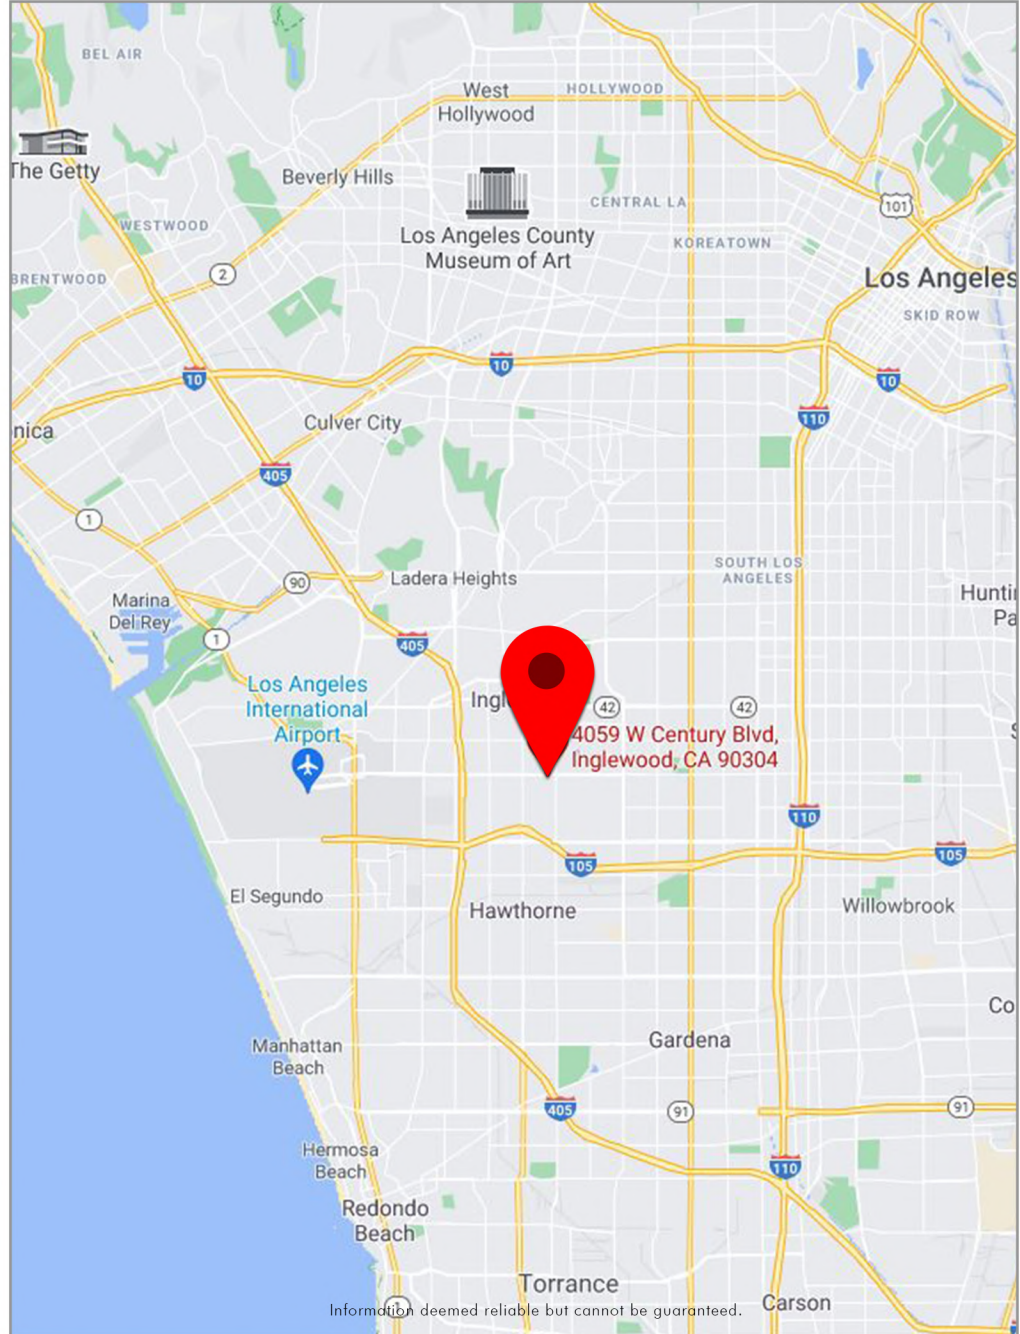 BEL AIR
West
Hollywood
HOLLYWOOD
The Getty
Beverly Hills
CENTRAL LA
101
WESTWOOD
Los Angeles County
Museum of Art
KOREATOWN
BRENTWOOD
2
Los Angeles
SKID ROW
10
10
10
110
nica
Culver City
405
1
SOUTH LOS
ANGELES
90
Ladera Heights
Marina
Del Rey
Huntin
Pa
1
405
Los Angeles
International
Airport
Ingl
42
42
4059 W Century Blvd,
Inglewood, CA 90304
110
105
105
El Segundo
Hawthorne
Willowbrook
Co
Manhattan
Beach
Gardena
405
91
91
Hermosa
Beach
110
Redondo
Beach
Torrance
Carson
1
Information deemed reliable but cannot be guaranteed.